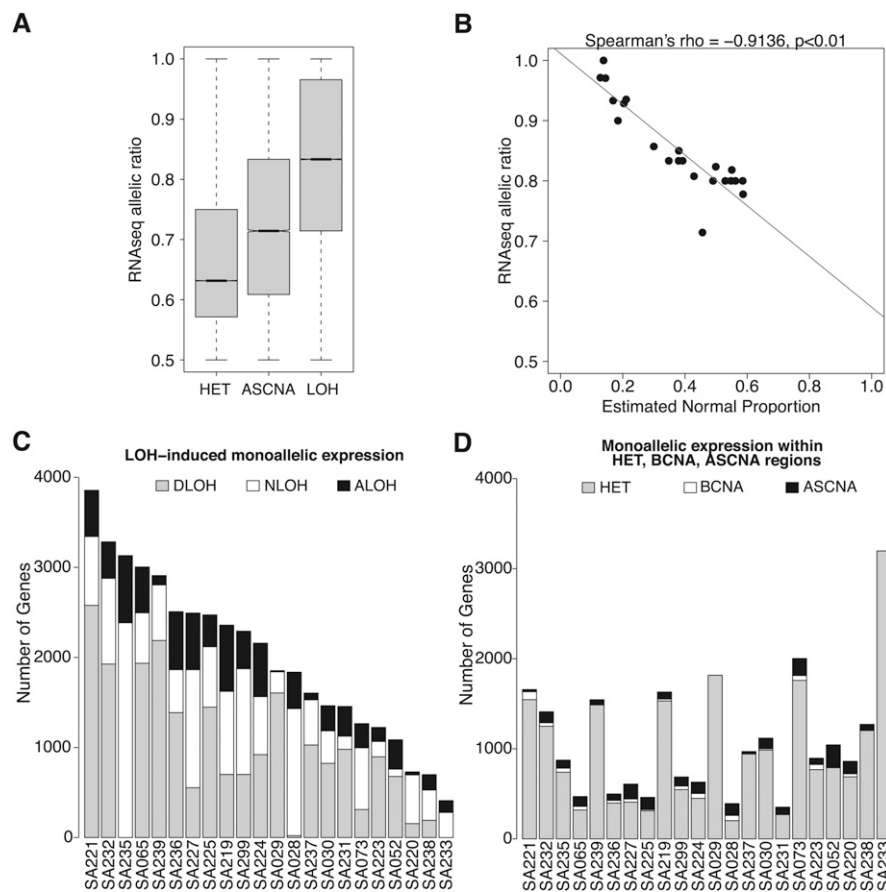 A
RNAseq allelic ratio
1.0
0.9
0.8
0.7
0.6
0.5
HET ASCNA LOH
B
Spearman's rho = −0.9136, p<0.01
RNAseq allelic ratio
1.0
0.9
0.8
0.7
0.6
0.5
0.0 0.2 0.4 0.6 0.8 1.0
Estimated Normal Proportion
C
LOH−induced monoallelic expression
DLOH NLOH ALOH
Number of Genes
4000
3000
2000
1000
0
SA221
SA232
SA235
SA065
SA239
SA236
SA227
SA225
SA219
SA299
SA224
SA029
SA028
SA237
SA030
SA231
SA073
SA223
SA052
SA220
SA238
SA233
D
Monoallelic expression within
HET, BCNA, ASCNA regions
HET BCNA ASCNA
Number of Genes
4000
3000
2000
1000
0
SA221
SA232
SA235
SA065
SA239
SA236
SA227
SA225
SA219
SA299
SA224
SA029
SA028
SA237
SA030
SA231
SA073
SA223
SA052
SA220
SA238
SA233